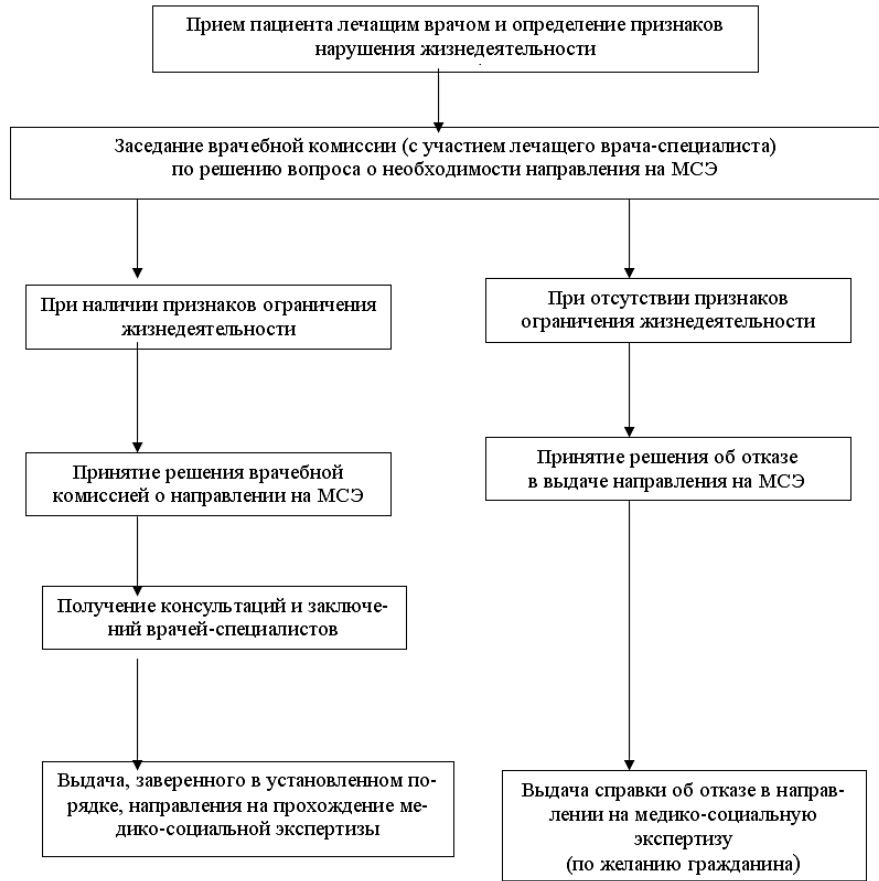 Прием пациента лечащим врачом и определение признаков
нарушения жизнедеятельности
Заседание врачебной комиссии (с участием лечащего врача-специалиста)
по решению вопроса о необходимости направления на МСЭ
При наличии признаков ограничения
жизнедеятельности
При отсутствии признаков
ограничения жизнедеятельности
Принятие решения врачебной
комиссией о направлении на МСЭ
Принятие решения об отказе
в выдаче направления на МСЭ
Получение консультаций и заключе-
ний врачей-специалистов
Выдача, заверенного в установленном по-
рядке, направления на прохождение ме-
дико-социальной экспертизы
Выдача справки об отказе в направ-
лении на медико-социальную
экспертизу
(по желанию гражданина)